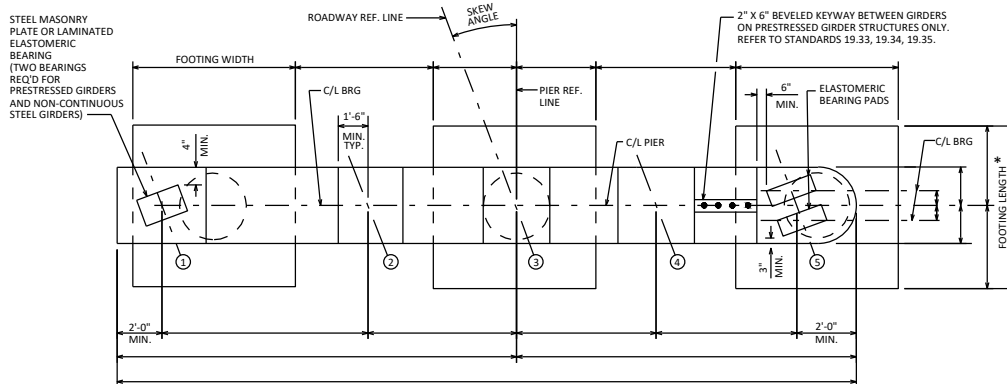 STEEL MASONRY
PLATE OR LAMINATED
ELASTOMERIC
BEARING
(TWO BEARINGS
REQ'D FOR
PRESTRESSED GIRDERS
AND NON-CONTINUOUS
STEEL GIRDERS)
ROADWAY REF. LINE
SKEW
ANGLE
2" X 6" BEVELED KEYWAY BETWEEN GIRDERS
ON PRESTRESSED GIRDER STRUCTURES ONLY.
REFER TO STANDARDS 19.33, 19.34, 19.35.
FOOTING WIDTH
C/L BRG
PIER REF.
LINE
6"
MIN.
ELASTOMERIC
BEARING PADS
1'-6"
MIN.
TYP.
4"
MIN.
C/L PIER
C/L BRG
FOOTING LENGTH *
1
2
3
4
3"
MIN.
5
2'-0"
MIN.
2'-0"
MIN.